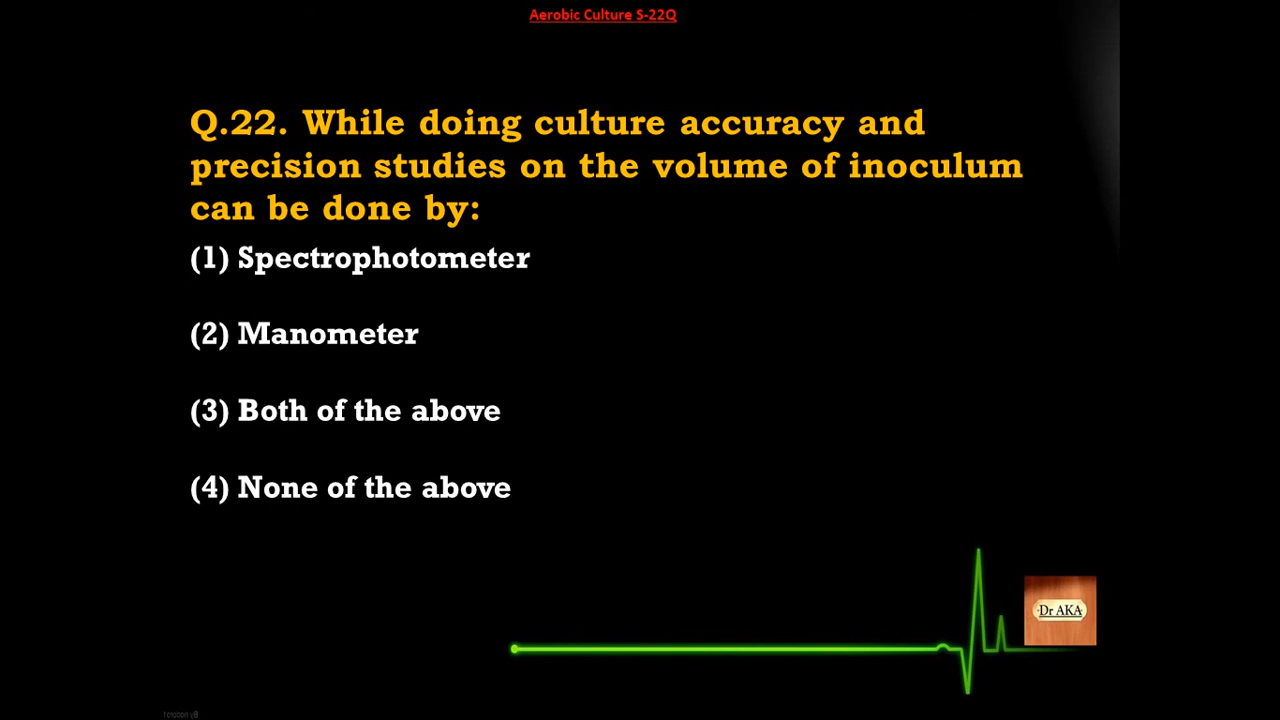 Aerobic Culture S-22Q
Q.22. While doing culture accuracy and
precision studies on the volume of inoculum
can be done by:
(1) Spectrophotometer
(2) Manometer
(3) Both of the above
(4) None of the above
Dr AKA